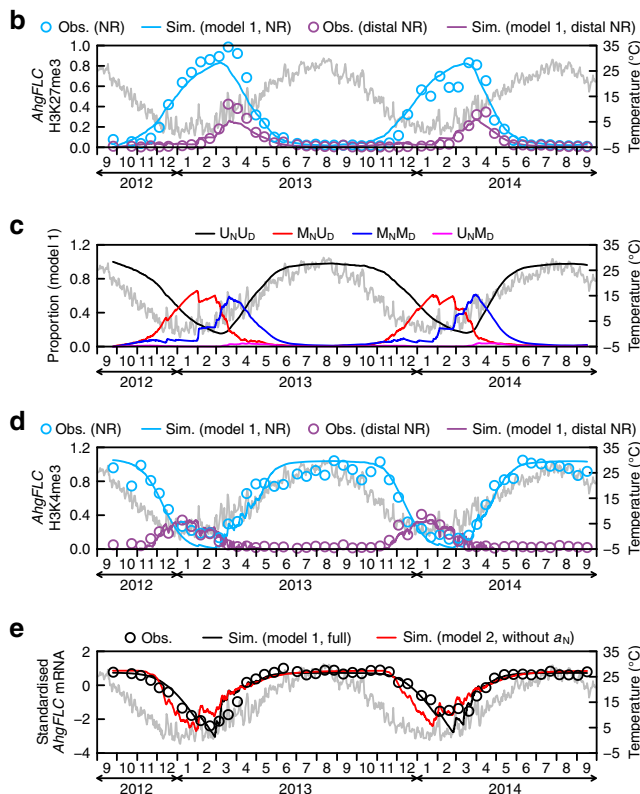 b
Obs. (NR) Sim. (model 1, NR) Obs. (distal NR) Sim. (model 1, distal NR)
AhgFLC
H3K27me3
1.0
0.8
0.6
0.4
0.2
0.0
35
25
15
5
-5
Temperature (°C)
9 10 11 12 1 2 3 4 5 6 7 8 9 10 11 12 1 2 3 4 5 6 7 8 9
2012 2013 2014
c
UNUD MNUD MNMD UNMD
Proportion (model 1)
1.2
0.8
0.4
0.0
35
25
15
5
-5
Temperature (°C)
9 10 11 12 1 2 3 4 5 6 7 8 9 10 11 12 1 2 3 4 5 6 7 8 9
2012 2013 2014
d
Obs. (NR) Sim. (model 1, NR) Obs. (distal NR) Sim. (model 1, distal NR)
AhgFLC
H3K4me3
1.2
0.8
0.4
0.0
35
25
15
5
-5
Temperature (°C)
9 10 11 12 1 2 3 4 5 6 7 8 9 10 11 12 1 2 3 4 5 6 7 8 9
2012 2013 2014
e
Obs. Sim. (model 1, full) Sim. (model 2, without aN)
Standardised
AhgFLC mRNA
2
0
-2
-4
35
25
15
5
-5
Temperature (°C)
9 10 11 12 1 2 3 4 5 6 7 8 9 10 11 12 1 2 3 4 5 6 7 8 9
2012 2013 2014